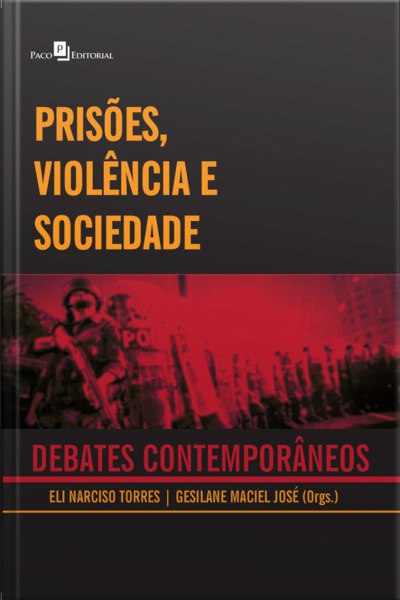 PACO EDITORIAL
P
PRISÕES,
VIOLÊNCIA E
SOCIEDADE
DEBATES CONTEMPORÂNEOS
ELI NARCISO TORRES | GESILANE MACIEL JOSÉ (Orgs.)